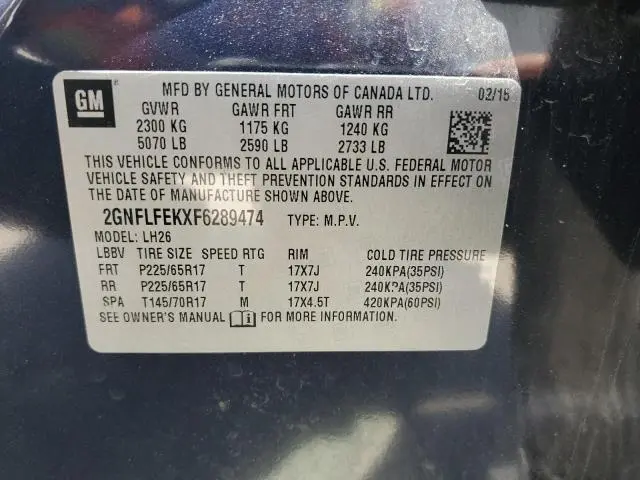 GM
MFD BY GENERAL MOTORS OF CANADA LTD. 02/15
GVWR GAWR FRT GAWR RR
2300 KG 1175 KG 1240 KG
5070 LB 2590 LB 2733 LB
THIS VEHICLE CONFORMS TO ALL APPLICABLE U.S. FEDERAL MOTOR
VEHICLE SAFETY AND THEFT PREVENTION STANDARDS IN EFFECT ON
THE DATE OF MANUFACTURE SHOWN ABOVE.
2GNFLFEKXF6289474 TYPE: M.P.V.
MODEL: LH26
LBBV TIRE SIZE SPEED RTG RIM COLD TIRE PRESSURE
FRT P225/65R17 T 17X7J 240KPA(35PSI)
RR P225/65R17 T 17X7J 240KPA(35PSI)
SPA T145/70R17 M 17X4.5T 420KPA(60PSI)
SEE OWNER'S MANUAL FOR MORE INFORMATION.